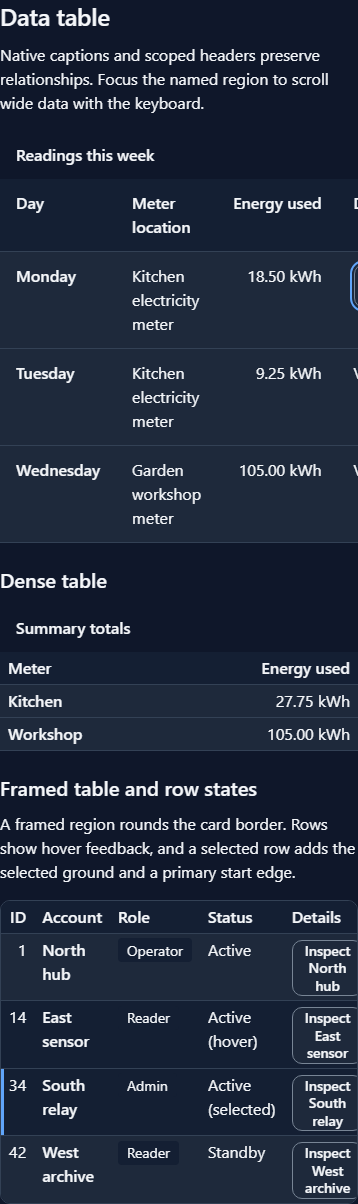 Data table
Native captions and scoped headers preserve
relationships. Focus the named region to scroll
wide data with the keyboard.
Readings this week
Day Meter location Energy used
Monday Kitchen electricity meter 18.50 kWh
Tuesday Kitchen electricity meter 9.25 kWh
Wednesday Garden workshop meter 105.00 kWh
Dense table
Summary totals
Meter Energy used
Kitchen 27.75 kWh
Workshop 105.00 kWh
Framed table and row states
A framed region rounds the card border. Rows
show hover feedback, and a selected row adds the
selected ground and a primary start edge.
ID Account Role Status Details
1 North hub Operator Active Inspect North hub
14 East sensor Reader Active (hover) Inspect East sensor
34 South relay Admin Active (selected) Inspect South relay
42 West archive Reader Standby Inspect West archive